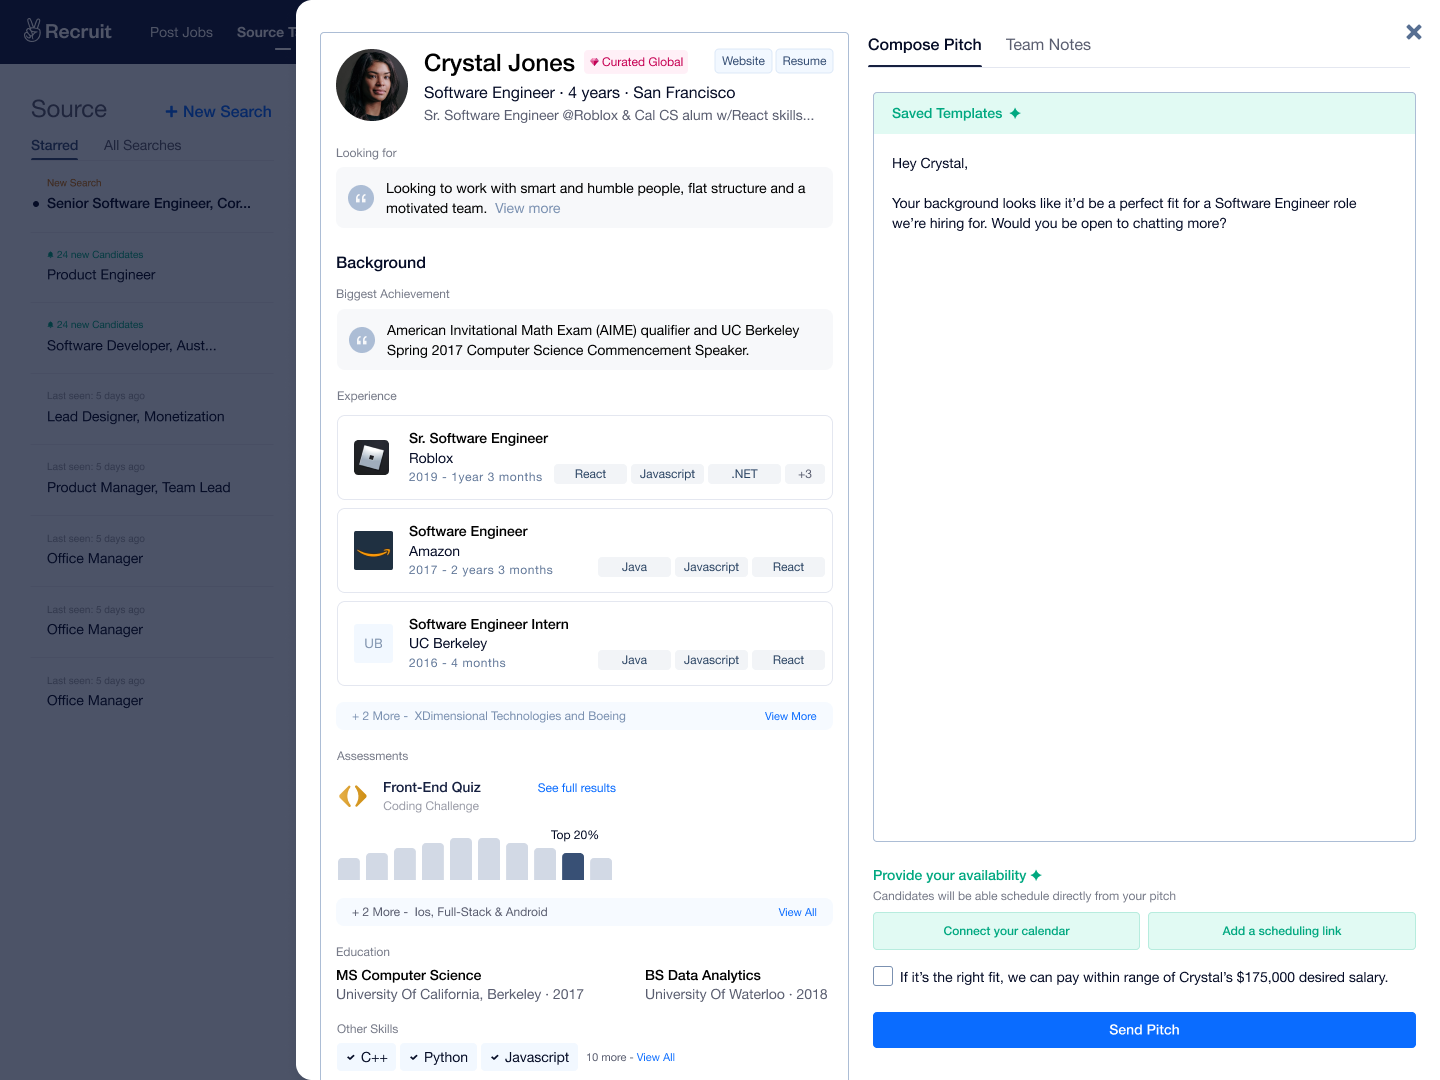 Recruit
Post Jobs
Source T
Source
+ New Search
Starred
All Searches
New Search
Senior Software Engineer, Cor...
24 new Candidates
Product Engineer
24 new Candidates
Software Developer, Aust...
Last seen: 5 days ago
Lead Designer, Monetization
Last seen: 5 days ago
Product Manager, Team Lead
Last seen: 5 days ago
Office Manager
Last seen: 5 days ago
Office Manager
Last seen: 5 days ago
Office Manager
Crystal Jones
Curated Global
Website
Resume
Software Engineer · 4 years · San Francisco
Sr. Software Engineer @Roblox & Cal CS alum w/React skills...
Looking for
Looking to work with smart and humble people, flat structure and a
motivated team. View more
Background
Biggest Achievement
American Invitational Math Exam (AIME) qualifier and UC Berkeley
Spring 2017 Computer Science Commencement Speaker.
Experience
Sr. Software Engineer
Roblox
2019 - 1year 3 months
React
Javascript
.NET
+3
Software Engineer
Amazon
2017 - 2 years 3 months
Java
Javascript
React
UB
Software Engineer Intern
UC Berkeley
2016 - 4 months
Java
Javascript
React
+ 2 More - XDimensional Technologies and Boeing
View More
Assessments
Front-End Quiz
See full results
Coding Challenge
Top 20%
+ 2 More - Ios, Full-Stack & Android
View All
Education
MS Computer Science
University Of California, Berkeley · 2017
BS Data Analytics
University Of Waterloo · 2018
Other Skills
C++
Python
Javascript
10 more - View All
Compose Pitch
Team Notes
Saved Templates
Hey Crystal,
Your background looks like it’d be a perfect fit for a Software Engineer role
we’re hiring for. Would you be open to chatting more?
Provide your availability
Candidates will be able schedule directly from your pitch
Connect your calendar
Add a scheduling link
If it’s the right fit, we can pay within range of Crystal’s $175,000 desired salary.
Send Pitch